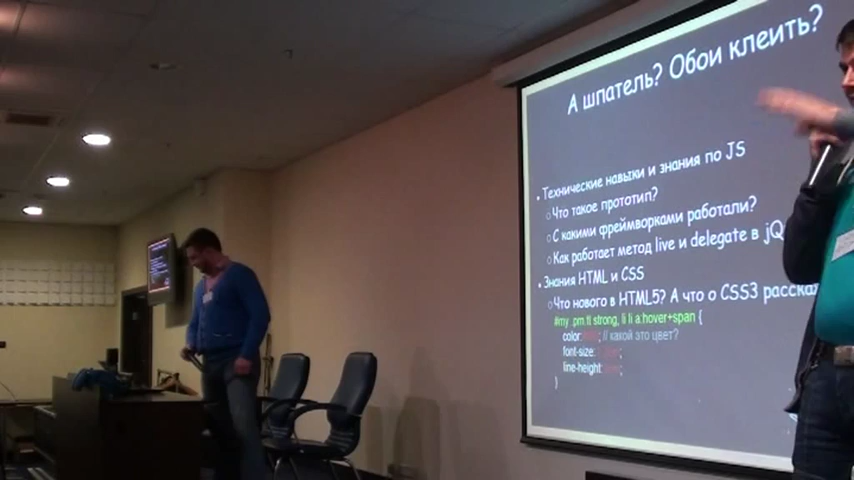 А шпатель? Обои клеить?
Технические навыки и знания по JS
Что такое прототип?
С какими фреймворками работали?
Как работает метод live и delegate в jQ
Знания HTML и CSS
Что нового в HTML5? А что о CSS3
#my .pm.tl strong, li li a:hover+span {
color: ; // какой это цвет?
font-size: ;
line-height: ;
}